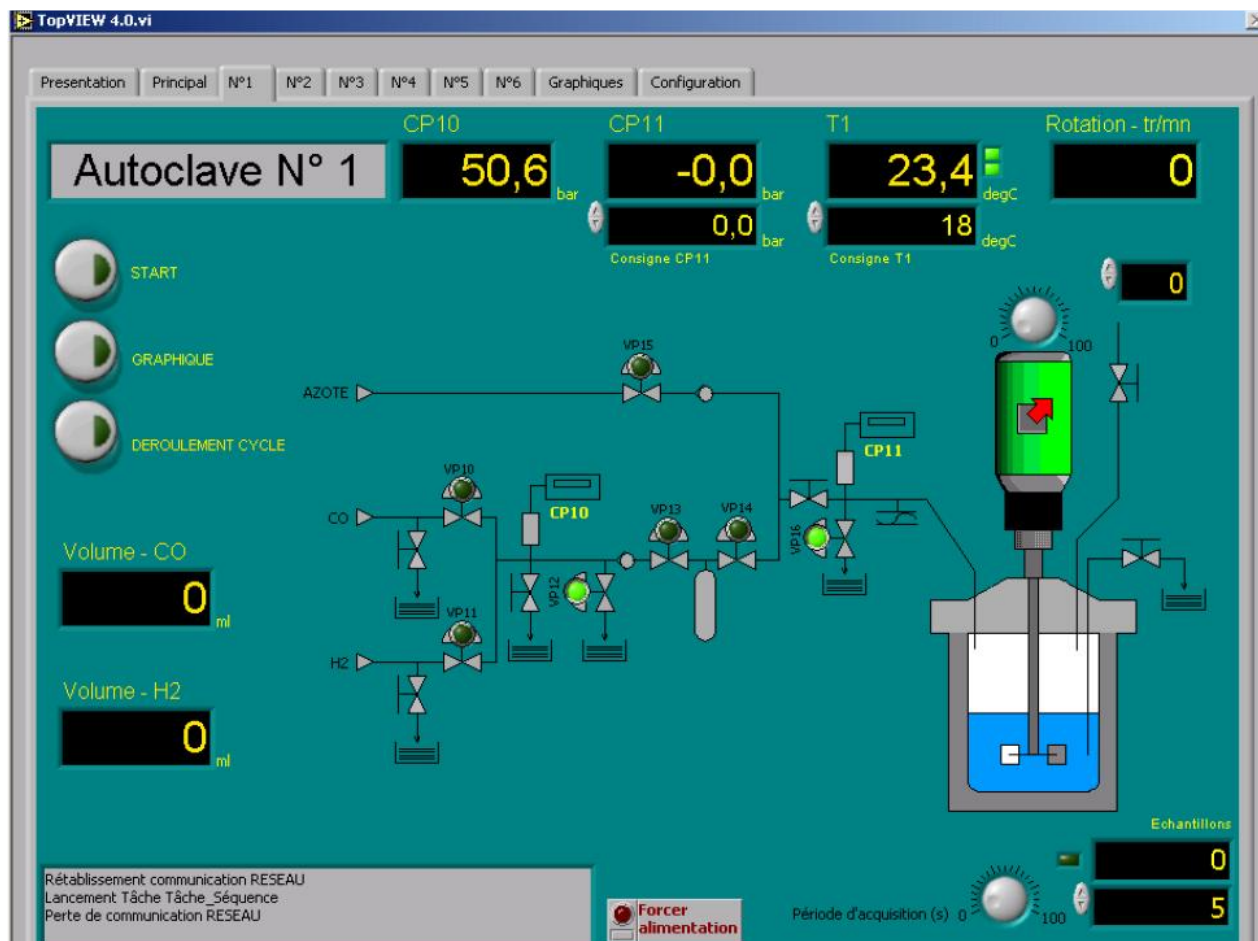 TopVIEW 4.0.vi
Presentation Principal N°1 N°2 N°3 N°4 N°5 N°6 Graphiques Configuration
Autoclave N° 1
CP10
50,6
bar
CP11
-0,0
bar
0,0
bar
Consigne CP11
T1
23,4
degC
18
degC
Consigne T1
Rotation - tr/mn
0
START
GRAPHIQUE
DEROULEMENT CYCLE
0
0 100
VP15
AZOTE
CP11
VP10
CP10
VP13
VP14
CO
VP16
VP12
VP11
H2
Volume - CO
0
ml
Volume - H2
0
ml
Echantillons
0
Période d'acquisition (s)
0 100
5
Rétablissement communication RESEAU
Lancement Tâche Tâche_Séquence
Perte de communication RESEAU
Forcer
alimentation